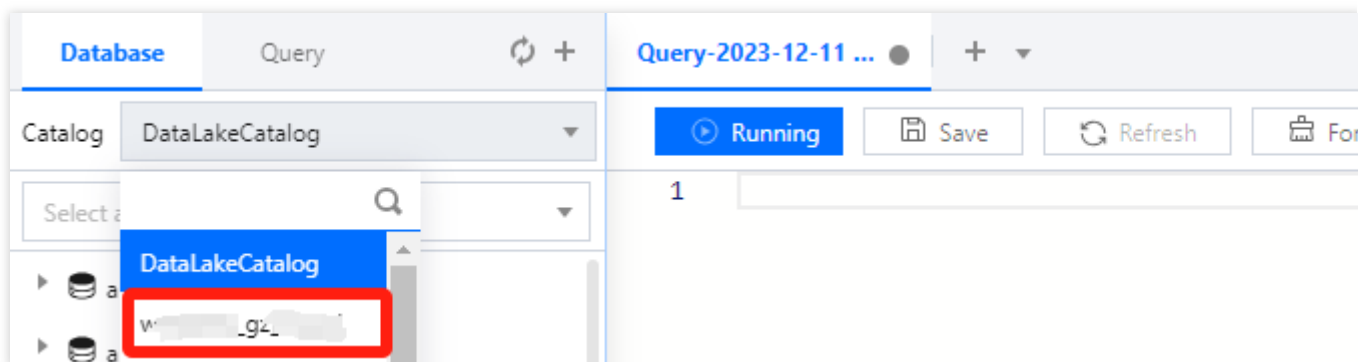 Database Query
Query-2023-12-11 ...
Catalog DataLakeCatalog
Running Save Refresh
Select
1
DataLakeCatalog
a
a